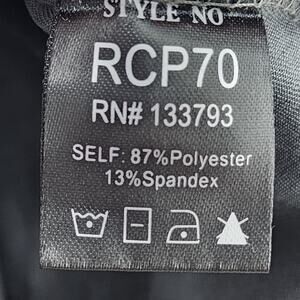 STYLE NO
RCP70
RN# 133793
SELF: 87%Polyester
13%Spandex